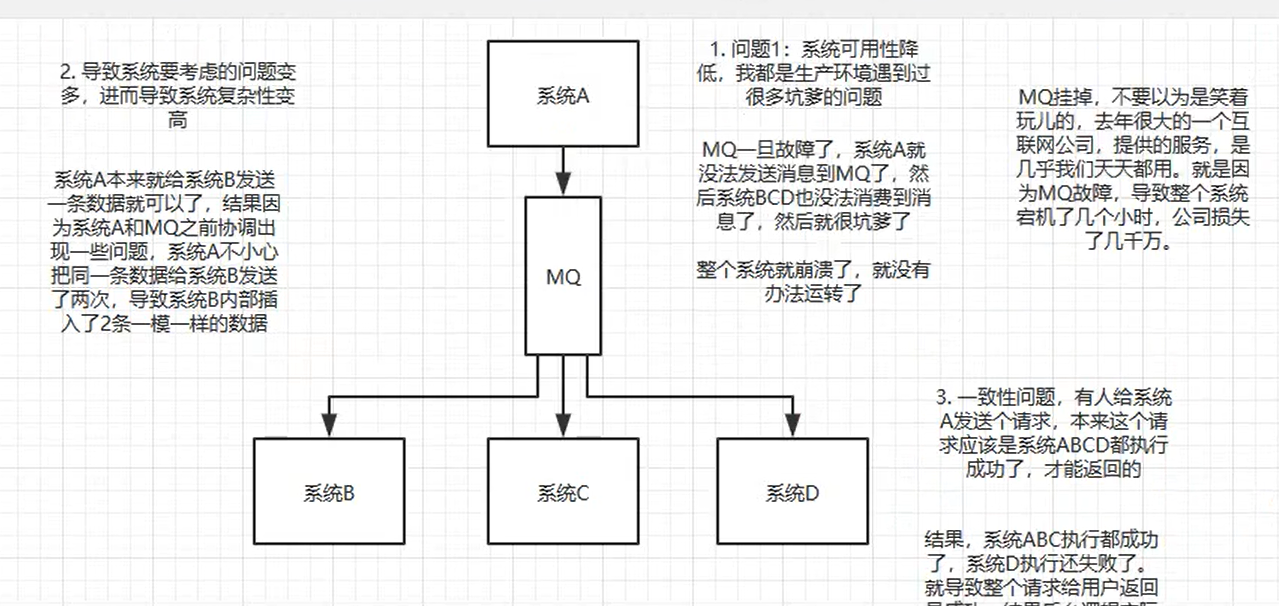 2. 导致系统要考虑的问题变
多，进而导致系统复杂性变
高
系统A本来就给系统B发送
一条数据就可以了，结果因
为系统A和MQ之前协调出
现一些问题，系统A不小心
把同一条数据给系统B发送
了两次，导致系统B内部插
入了2条一模一样的数据
系统A
MQ
系统B
系统C
系统D
1. 问题1：系统可用性降
低，我都是生产环境遇到过
很多坑爹的问题
MQ一旦故障了，系统A就
没法发送消息到MQ了，然
后系统BCD也没法消费到消
息了，然后就很坑爹了
整个系统就崩溃了，就没有
办法运转了
MQ挂掉，不要以为是笑着
玩儿的，去年很大的一个互
联网公司，提供的服务，是
几乎我们天天都用。就是因
为MQ故障，导致整个系统
宕机了几个小时，公司损失
了几千万。
3. 一致性问题，有人给系统
A发送个请求，本来这个请
求应该是系统ABCD都执行
成功了，才能返回的
结果，系统ABC执行都成功
了，系统D执行还失败了。
就导致整个请求给用户返回